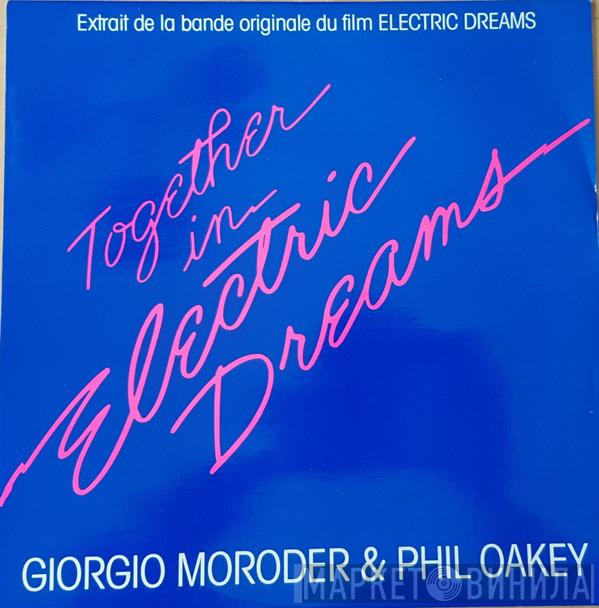 Extrait de la bande originale du film ELECTRIC DREAMS
Together
in
Electric
Dreams
GIORGIO MORODER & PHIL OAKEY
МАРКЕТ ВИНИЛА